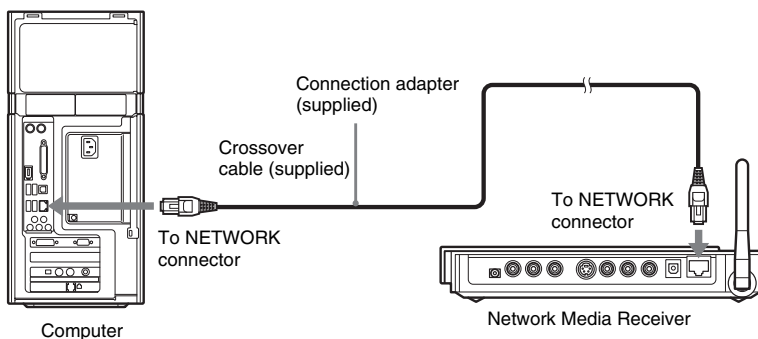 Connection adapter
(supplied)
Crossover
cable (supplied)
To NETWORK
connector
To NETWORK
connector
Computer
Network Media Receiver